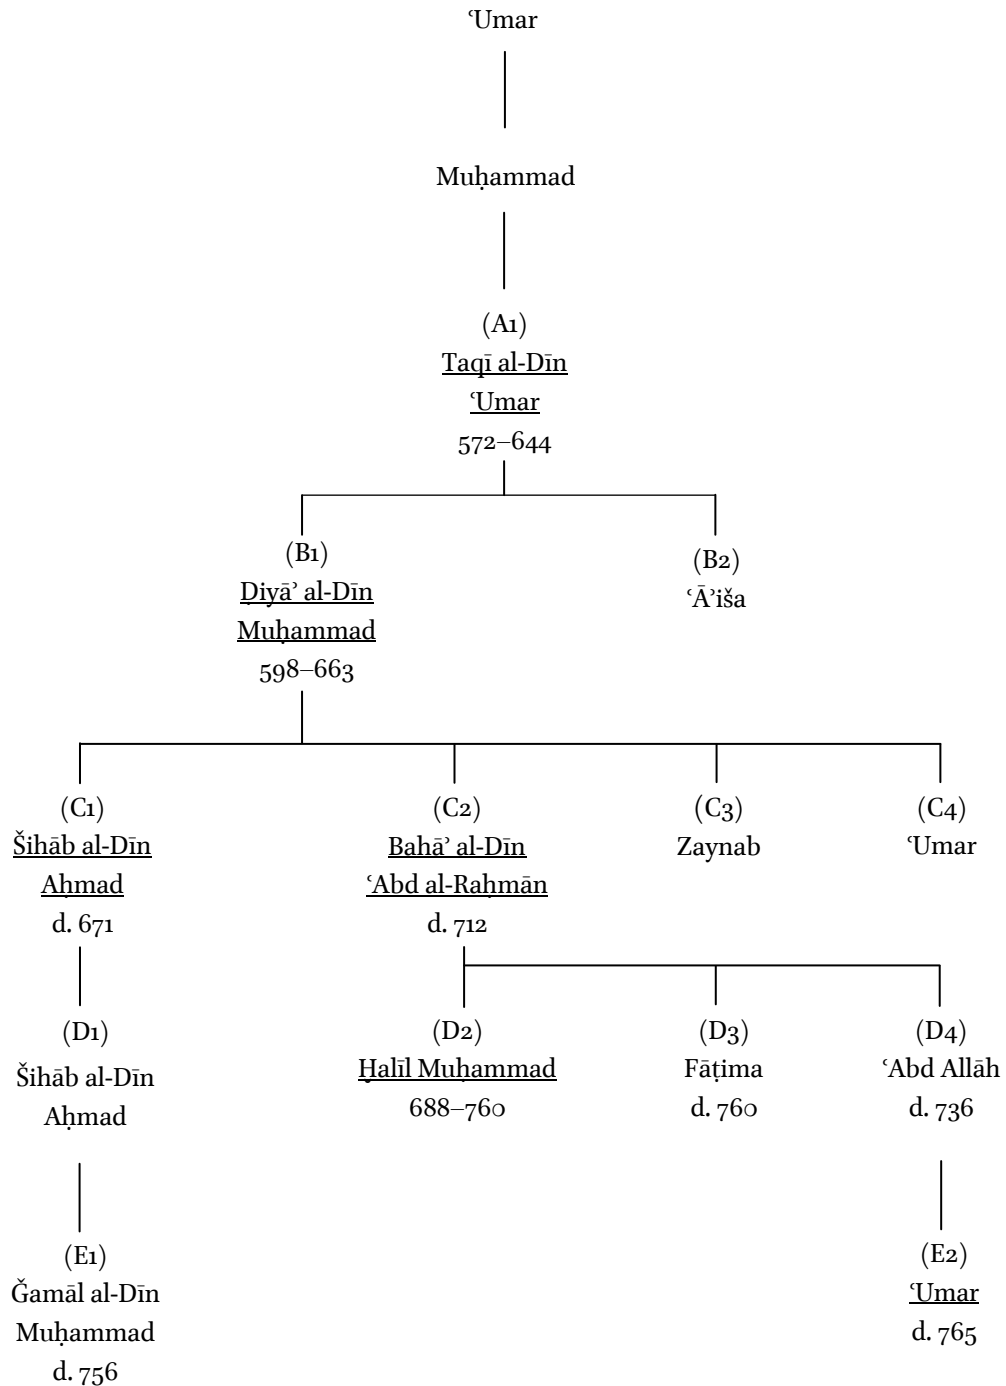 ʿUmar
Muḥammad
(A1)
Taqī al-Dīn
ʿUmar
572–644
(B1)
Ḍiyāʾ al-Dīn
Muḥammad
598–663
(B2)
ʿĀʾiša
(C1)
Šihāb al-Dīn
Aḥmad
d. 671
(C2)
Bahāʾ al-Dīn
ʿAbd al-Raḥmān
d. 712
(C3)
Zaynab
(C4)
ʿUmar
(D1)
Šihāb al-Dīn
Aḥmad
(D2)
Ḫalīl Muḥammad
688–760
(D3)
Fāṭima
d. 760
(D4)
ʿAbd Allāh
d. 736
(E1)
Ǧamāl al-Dīn
Muḥammad
d. 756
(E2)
ʿUmar
d. 765